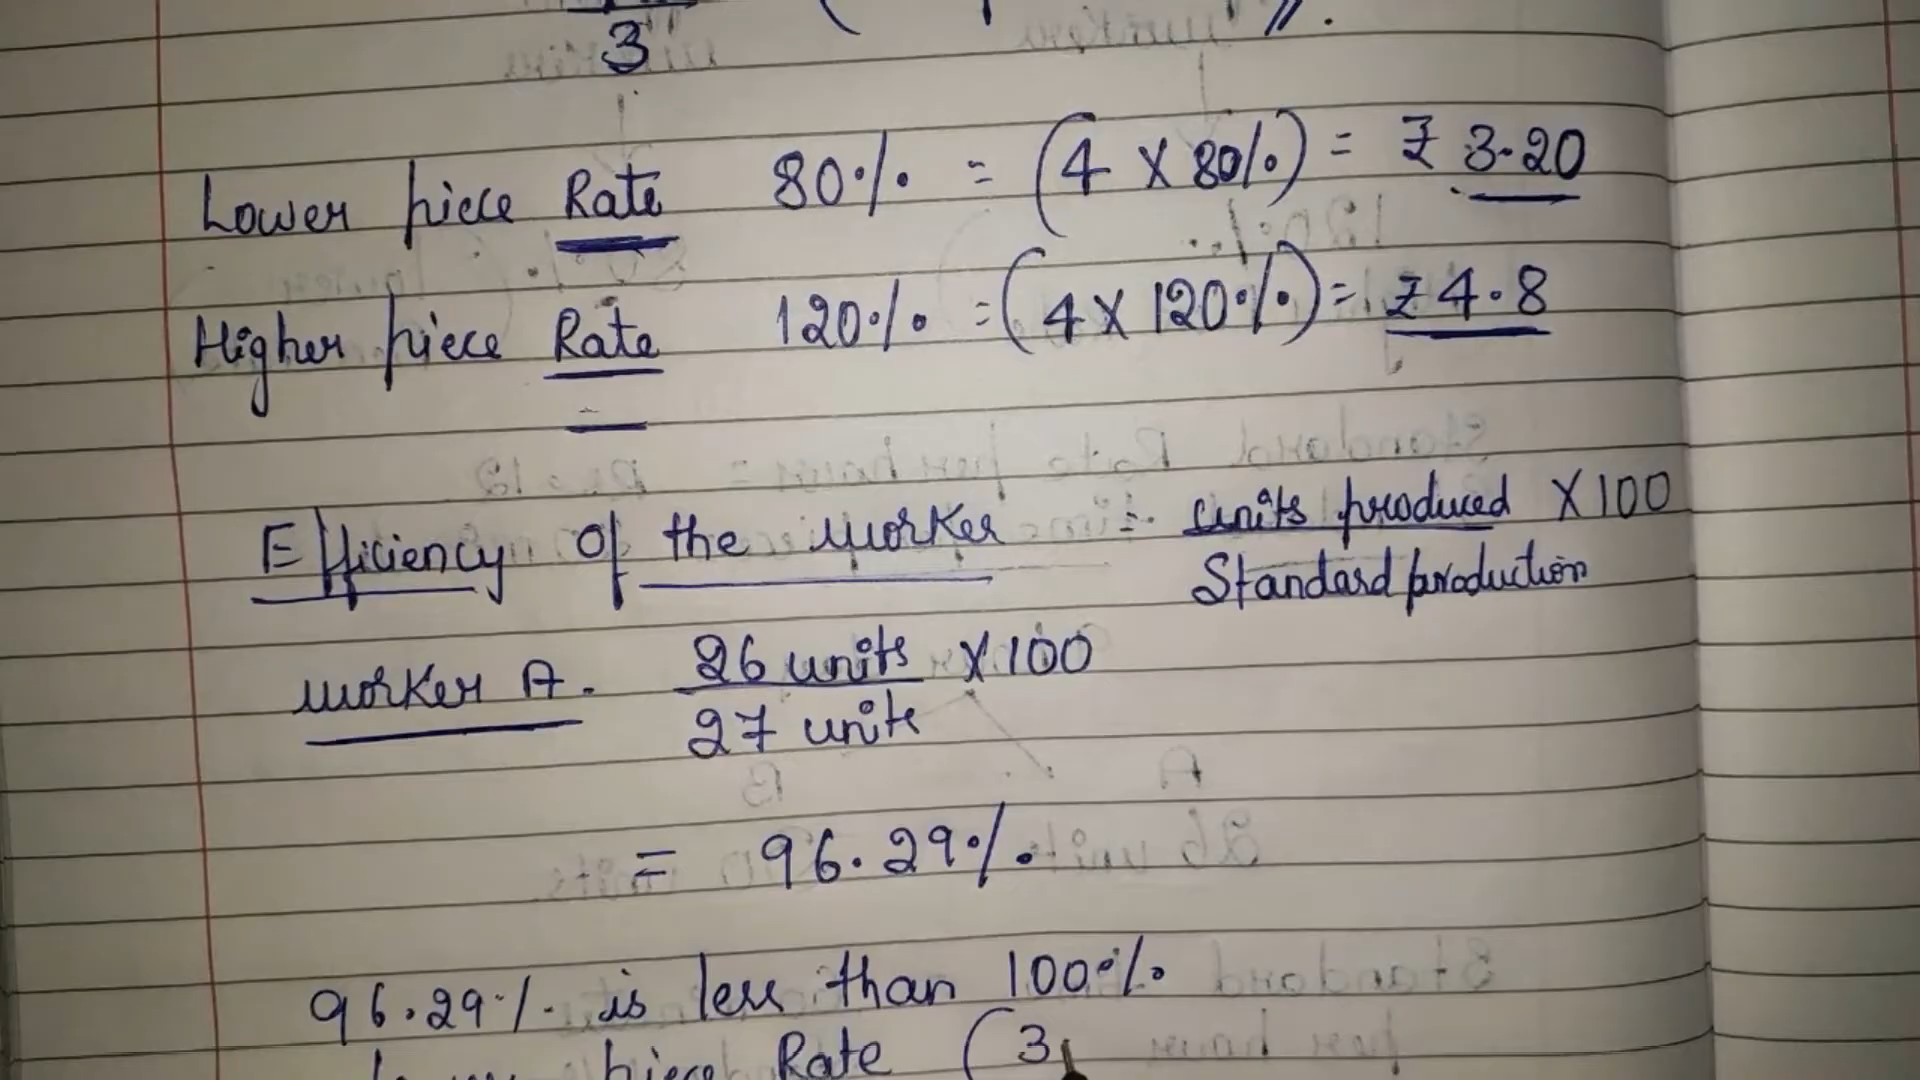 3
Lower piece Rate 80% = (4 X 80%) = ₹ 3.20
Higher piece Rate 120% = (4 X 120%) = ₹ 4.8
Efficiency of the worker = units produced X 100
Standard production
worker A. 26 units X 100
27 units
= 96.29%
96.29% is less than 100%
piece Rate (3